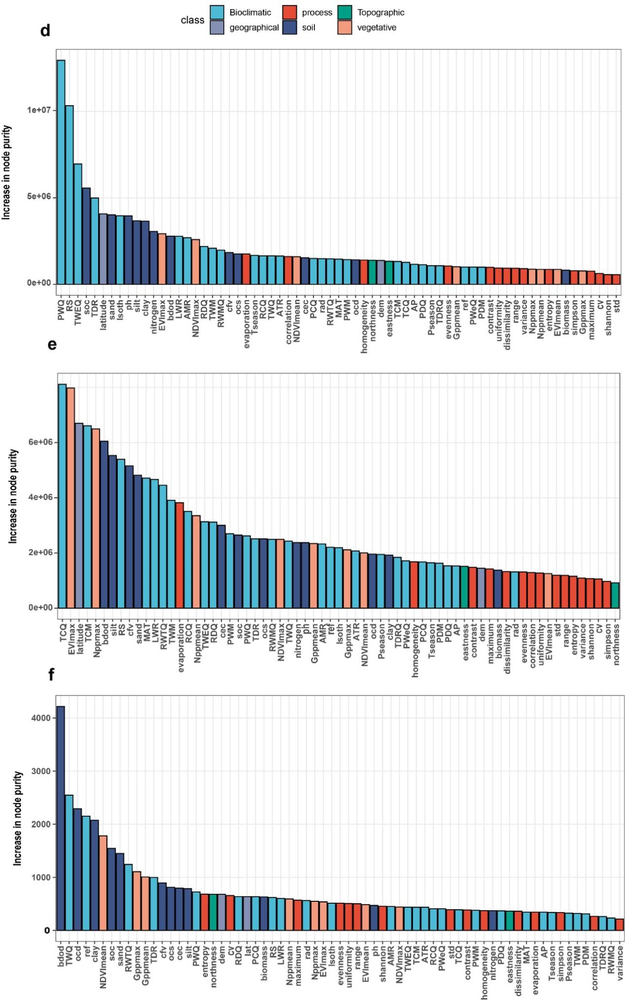 class
Bioclimatic
process
Topographic
geographical
soil
vegetative
d
Increase in node purity
1e+07
5e+06
0e+00
PWQ
RS
TWEQ
soc
TDR
latitude
sand
Isoth
ph
silt
clay
nitrogen
EVImax
bdod
LWR
AMR
NDVImax
RDQ
TWM
RWMQ
cfv
ocs
evaporation
Tseason
RCQ
TWQ
ATR
correlation
NDVImean
cec
PCQ
rad
RWTQ
MAT
PWM
ocd
homogeneity
northness
dem
eastness
TCM
TCQ
AP
PDQ
Pseason
TDRQ
evenness
Gppmean
ref
PWeQ
PDM
contrast
uniformity
dissimilarity
range
variance
Nppmax
Nppmean
entropy
EVImean
biomass
simpson
Gppmax
maximum
cv
shannon
std
e
Increase in node purity
6e+06
4e+06
2e+06
0e+00
TCQ
EVImax
latitude
TCM
Nppmax
bdod
silt
RS
cfv
sand
MAT
LWR
RWTQ
TWM
evaporation
RCQ
Nppmean
TWEQ
RDQ
cec
PWM
soc
PWQ
TDR
ocs
RWMQ
NDVImax
TWQ
nitrogen
ph
Gppmean
AMR
ref
Isoth
Gppmax
ATR
NDVImean
ocd
Pseason
clay
TDRQ
PWeQ
homogeneity
PCQ
Tseason
PDM
PDQ
AP
eastness
contrast
dem
maximum
biomass
dissimilarity
rad
evenness
correlation
uniformity
EVImean
std
range
entropy
variance
shannon
cv
simpson
northness
f
Increase in node purity
4000
3000
2000
1000
0
bdod
TWQ
ocd
ref
clay
NDVImean
soc
sand
RWTQ
Gppmax
Gppmean
TDR
cfv
ocs
cec
silt
PWQ
entropy
northness
dem
cv
RDQ
lat
PCQ
biomass
RS
LWR
Nppmean
maximum
rad
Nppmax
EVImax
Isoth
evenness
uniformity
range
EVImean
ph
shannon
AMR
NDVImax
TWEQ
TCM
ATR
RCQ
PWeQ
std
TCQ
contrast
PWM
homogeneity
nitrogen
PDQ
eastness
dissimilarity
MAT
evaporation
AP
Tseason
simpson
Pseason
TWM
PDM
correlation
TDRQ
RWMQ
variance